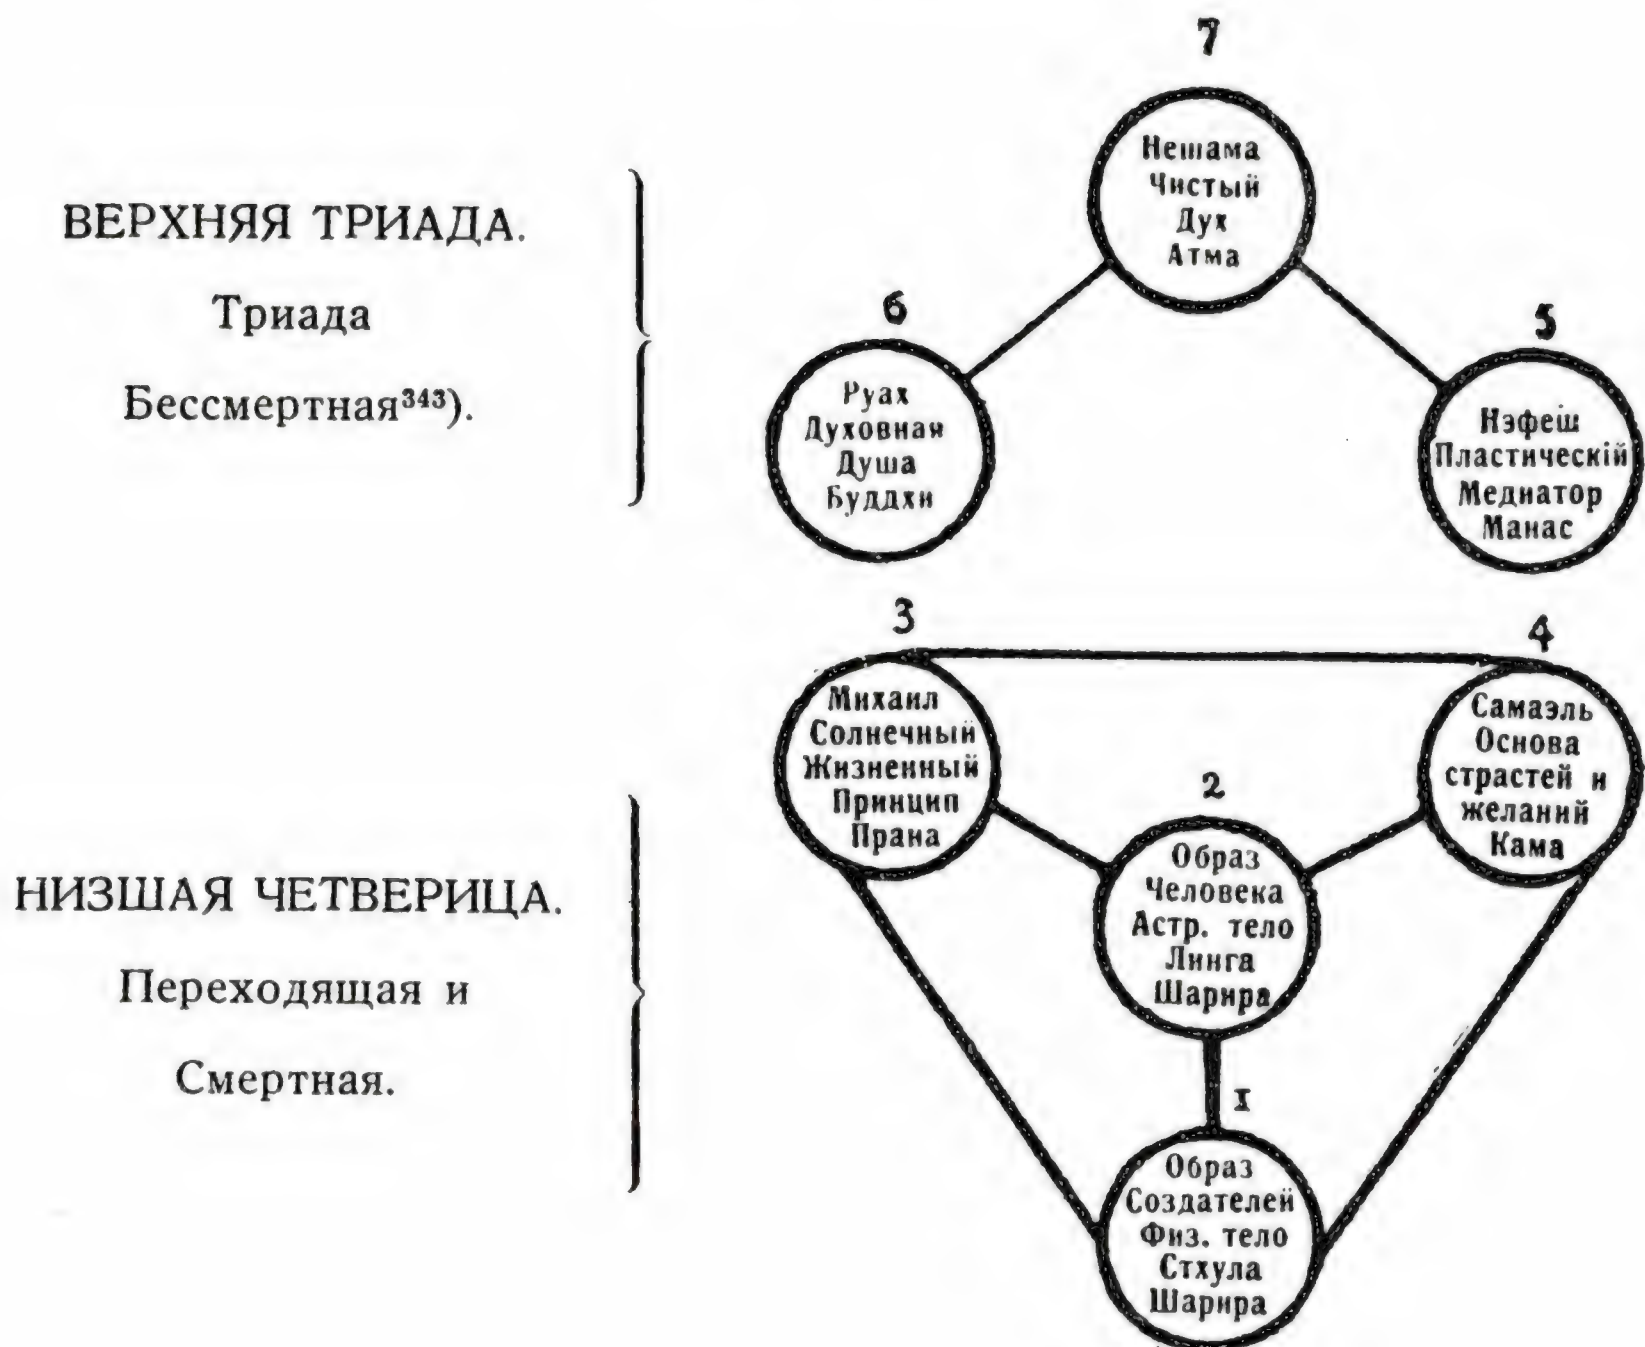 ВЕРХНЯЯ ТРИАДА.
Триада
Бессмертная³⁴³).
7
Нешама
Чистый
Дух
Атма
6
Руах
Духовная
Душа
Буддхи
5
Нэфеш
Пластическій
Медиатор
Манас
НИЗШАЯ ЧЕТВЕРИЦА.
Переходящая и
Смертная.
3
Михаил
Солнечный
Жизненный
Принцип
Прана
4
Самаэль
Основа
страстей и
желаний
Кама
2
Образ
Человека
Астр. тело
Линга
Шарира
1
Образ
Создателей
Физ. тело
Стхула
Шарира